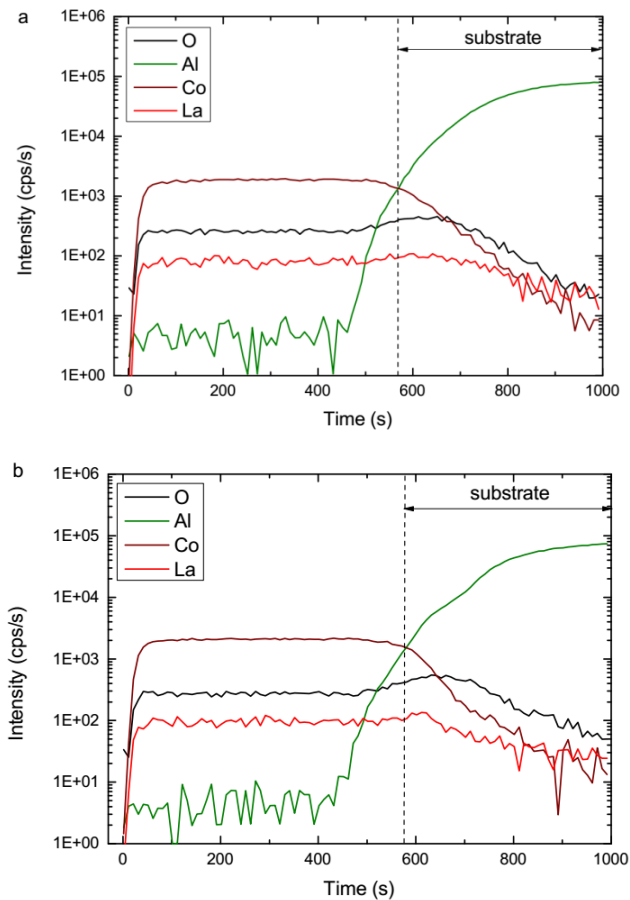 a
1E+06
1E+05
1E+04
1E+03
1E+02
1E+01
1E+00
Intensity (cps/s)
O
Al
Co
La
substrate
0 200 400 600 800 1000
Time (s)
b
1E+06
1E+05
1E+04
1E+03
1E+02
1E+01
1E+00
Intensity (cps/s)
O
Al
Co
La
substrate
0 200 400 600 800 1000
Time (s)